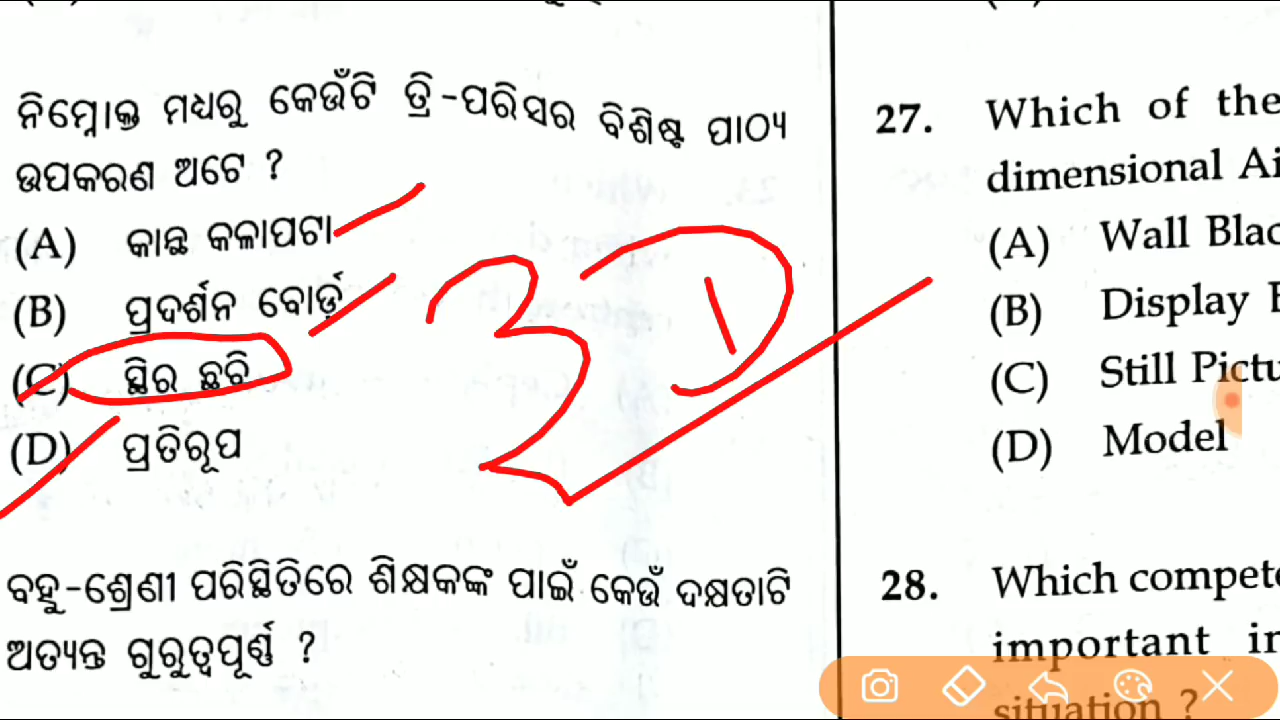 ନିମ୍ନୋକ୍ତ ମଧ୍ୟରୁ କେଉଁଟି ତ୍ରି-ପରିସର ବିଶିଷ୍ଟ ପାଠ୍ୟ
ଉପକରଣ ଅଟେ ?
(A) କାନ୍ଥ କଳାପଟା
(B) ପ୍ରଦର୍ଶନ ବୋର୍ଡ଼
(C) ସ୍ଥିର ଛବି
(D) ପ୍ରତିରୂପ
3D
ବହୁ-ଶ୍ରେଣୀ ପରିସ୍ଥିତିରେ ଶିକ୍ଷକଙ୍କ ପାଇଁ କେଉଁ ଦକ୍ଷତାଟି
ଅତ୍ୟନ୍ତ ଗୁରୁତ୍ୱପୂର୍ଣ୍ଣ ?
27. Which of the
dimensional
(A) Wall
(B) Display
(C) Still
(D) Model
28. Which
important
situation ?